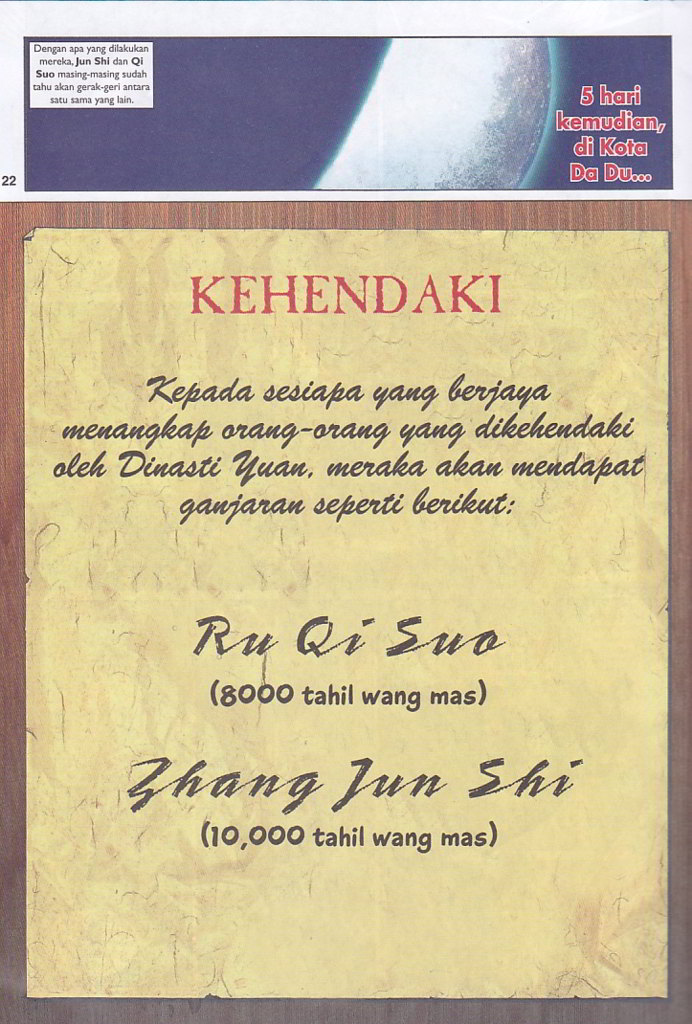 Dengan apa yang dilakukan
mereka, Jun Shi dan Qi
Suo masing-masing sudah
tahu akan gerak-geri antara
satu sama yang lain.
5 hari
kemudian,
di Kota
Da Du...
22
KEHENDAKI
Kepada sesiapa yang berjaya
menangkap orang-orang yang dikehendaki
oleh Dinasti Yuan, meraka akan mendapat
ganjaran seperti berikut:
Ru Qi Suo
(8000 tahil wang mas)
Zhang Jun Shi
(10,000 tahil wang mas)